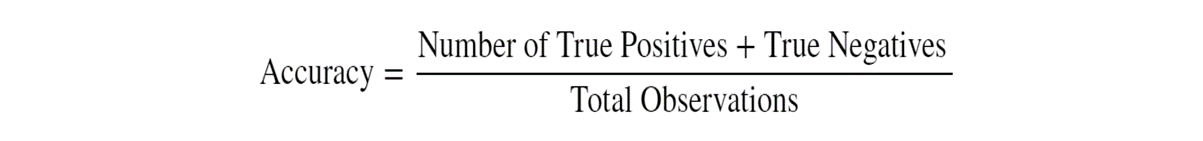 Accuracy = Number of True Positives + True Negatives
Total Observations